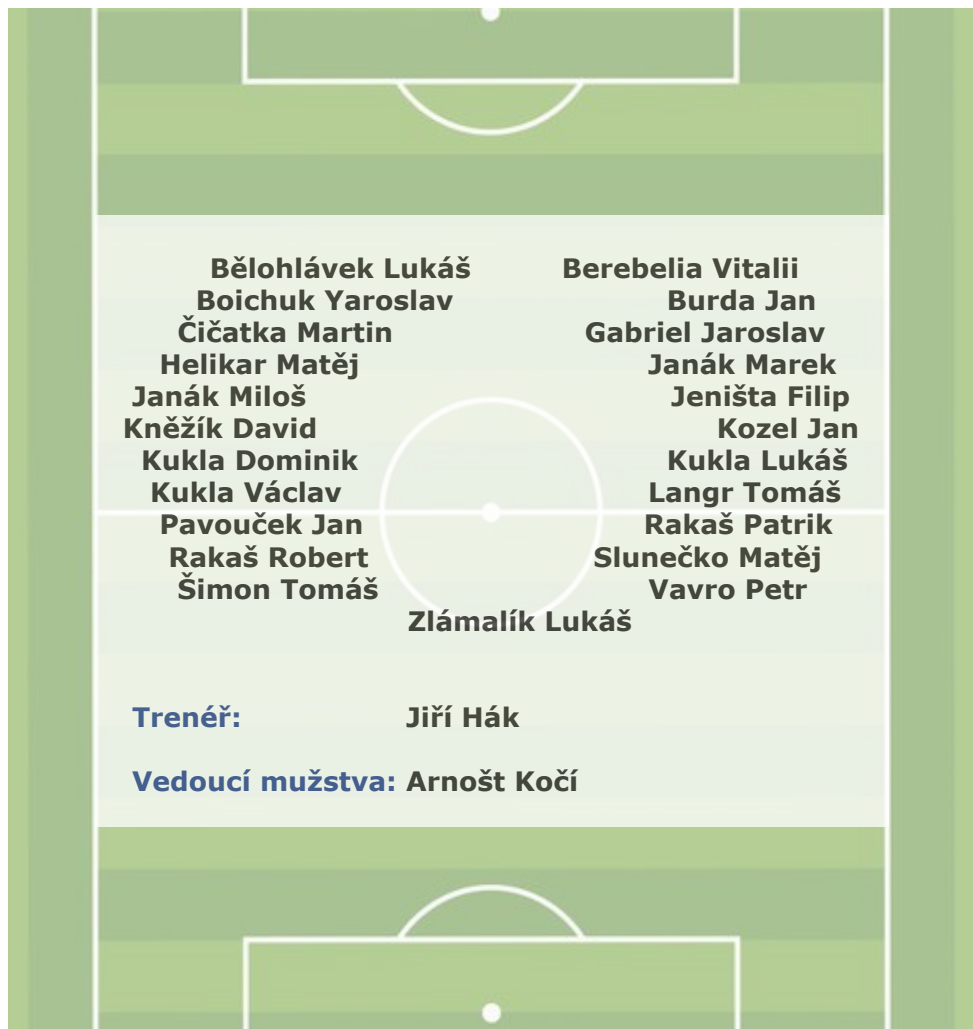 Bělohlávek Lukáš Berebelia Vitalii
Boichuk Yaroslav Burda Jan
Čičatka Martin Gabriel Jaroslav
Helikar Matěj Janák Marek
Janák Miloš Jeništa Filip
Kněžík David Kozel Jan
Kukla Dominik Kukla Lukáš
Kukla Václav Langr Tomáš
Pavouček Jan Rakaš Patrik
Rakaš Robert Slunečko Matěj
Šimon Tomáš Vavro Petr
Zlámalík Lukáš
Trenéř: Jiří Hák
Vedoucí mužstva: Arnošt Kočí